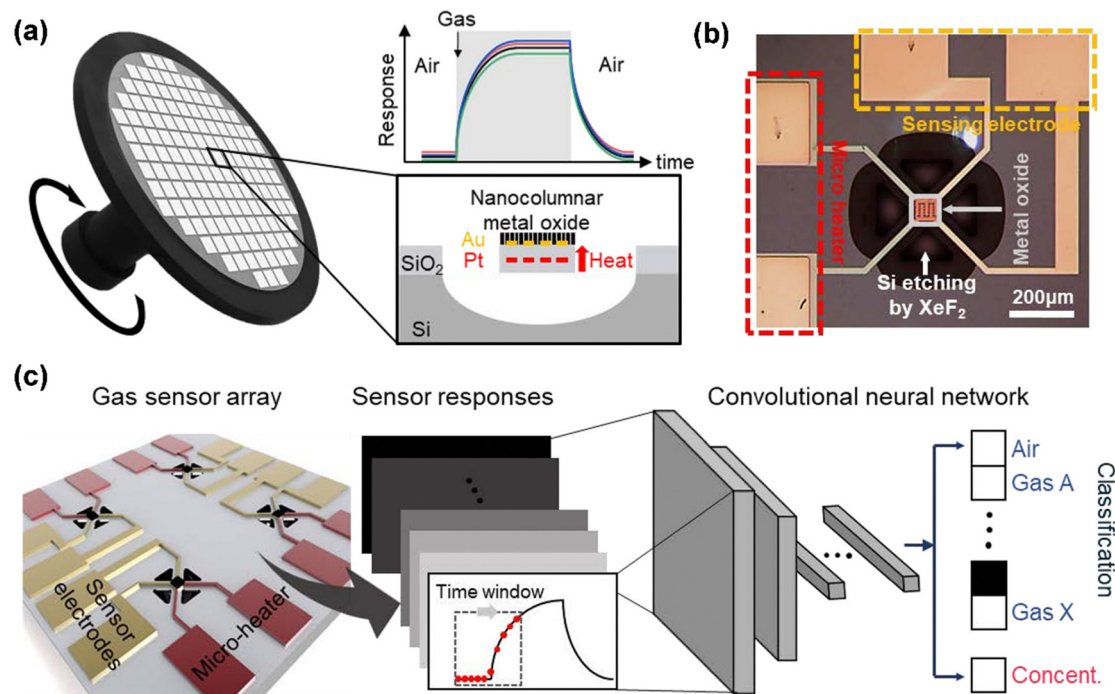 (a)
Gas
Air
Air
Response
time
Nanocolumnar
metal oxide
Au
SiO₂
Pt
Heat
Si
(b)
Sensing electrode
Micro heater
Metal oxide
Si etching
by XeF₂
200μm
(c)
Gas sensor array
Sensor responses
Convolutional neural network
Sensor
electrodes
Micro-heater
Time window
Air
Gas A
Gas X
Concent.
Classification